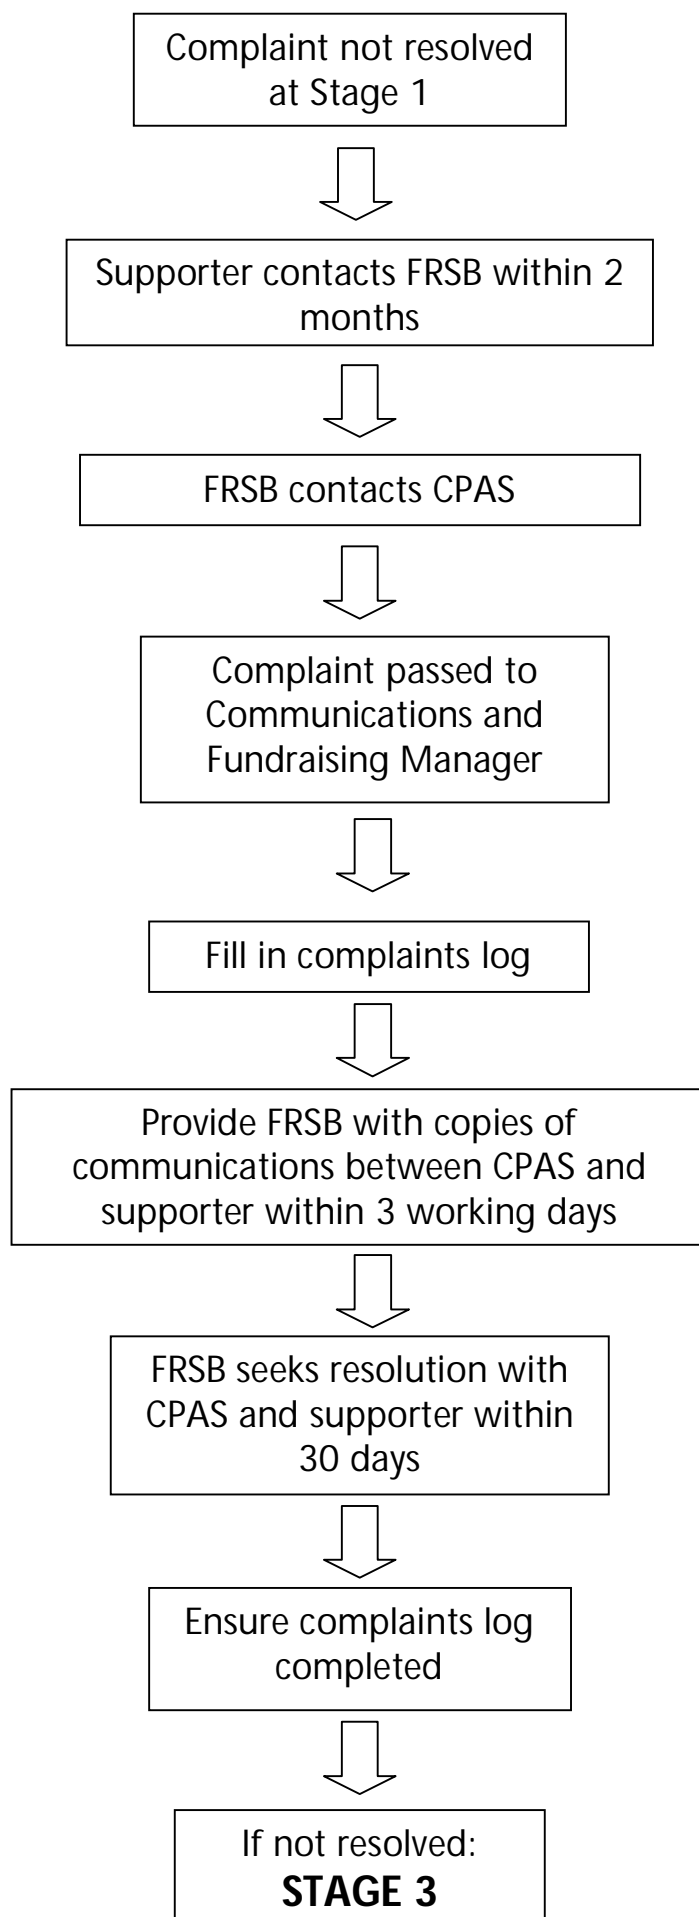 Complaint not resolved
at Stage 1
Supporter contacts FRSB within 2
months
FRSB contacts CPAS
Complaint passed to
Communications and
Fundraising Manager
Fill in complaints log
Provide FRSB with copies of
communications between CPAS and
supporter within 3 working days
FRSB seeks resolution with
CPAS and supporter within
30 days
Ensure complaints log
completed
If not resolved:
STAGE 3